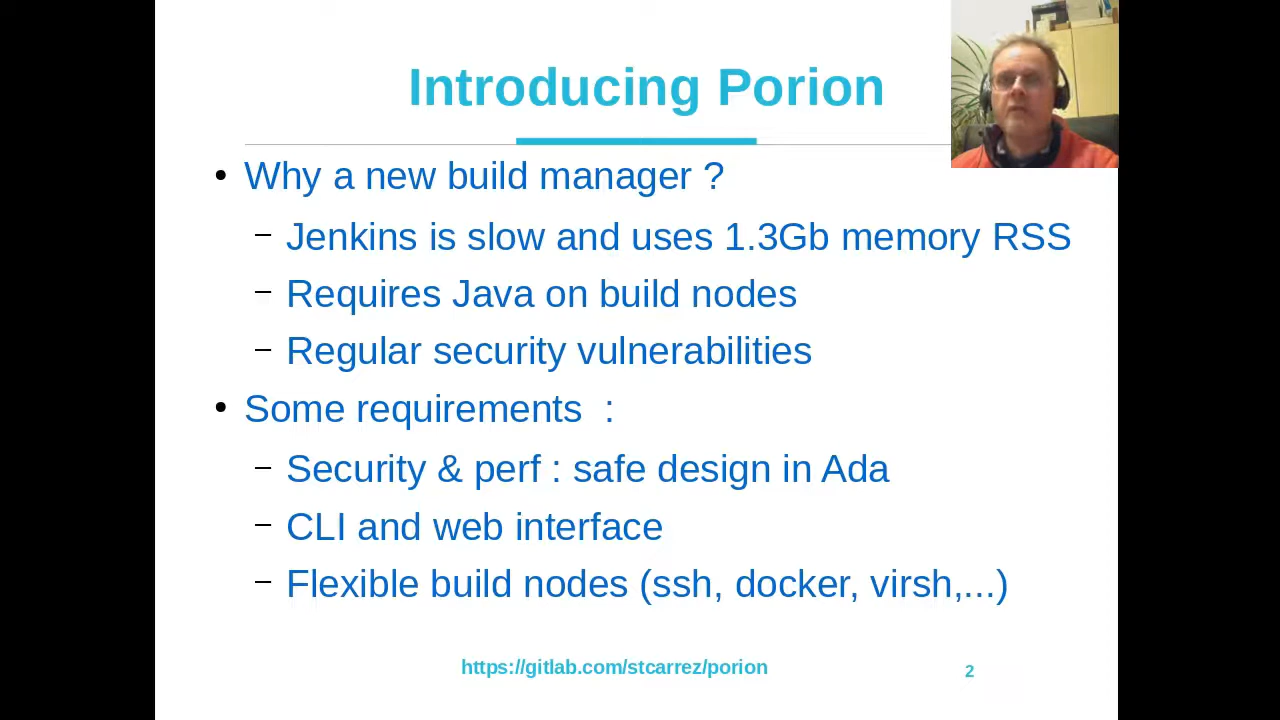 Introducing Porion
• Why a new build manager ?
– Jenkins is slow and uses 1.3Gb memory RSS
– Requires Java on build nodes
– Regular security vulnerabilities
• Some requirements :
– Security & perf : safe design in Ada
– CLI and web interface
– Flexible build nodes (ssh, docker, virsh,...)
https://gitlab.com/stcarrez/porion
2